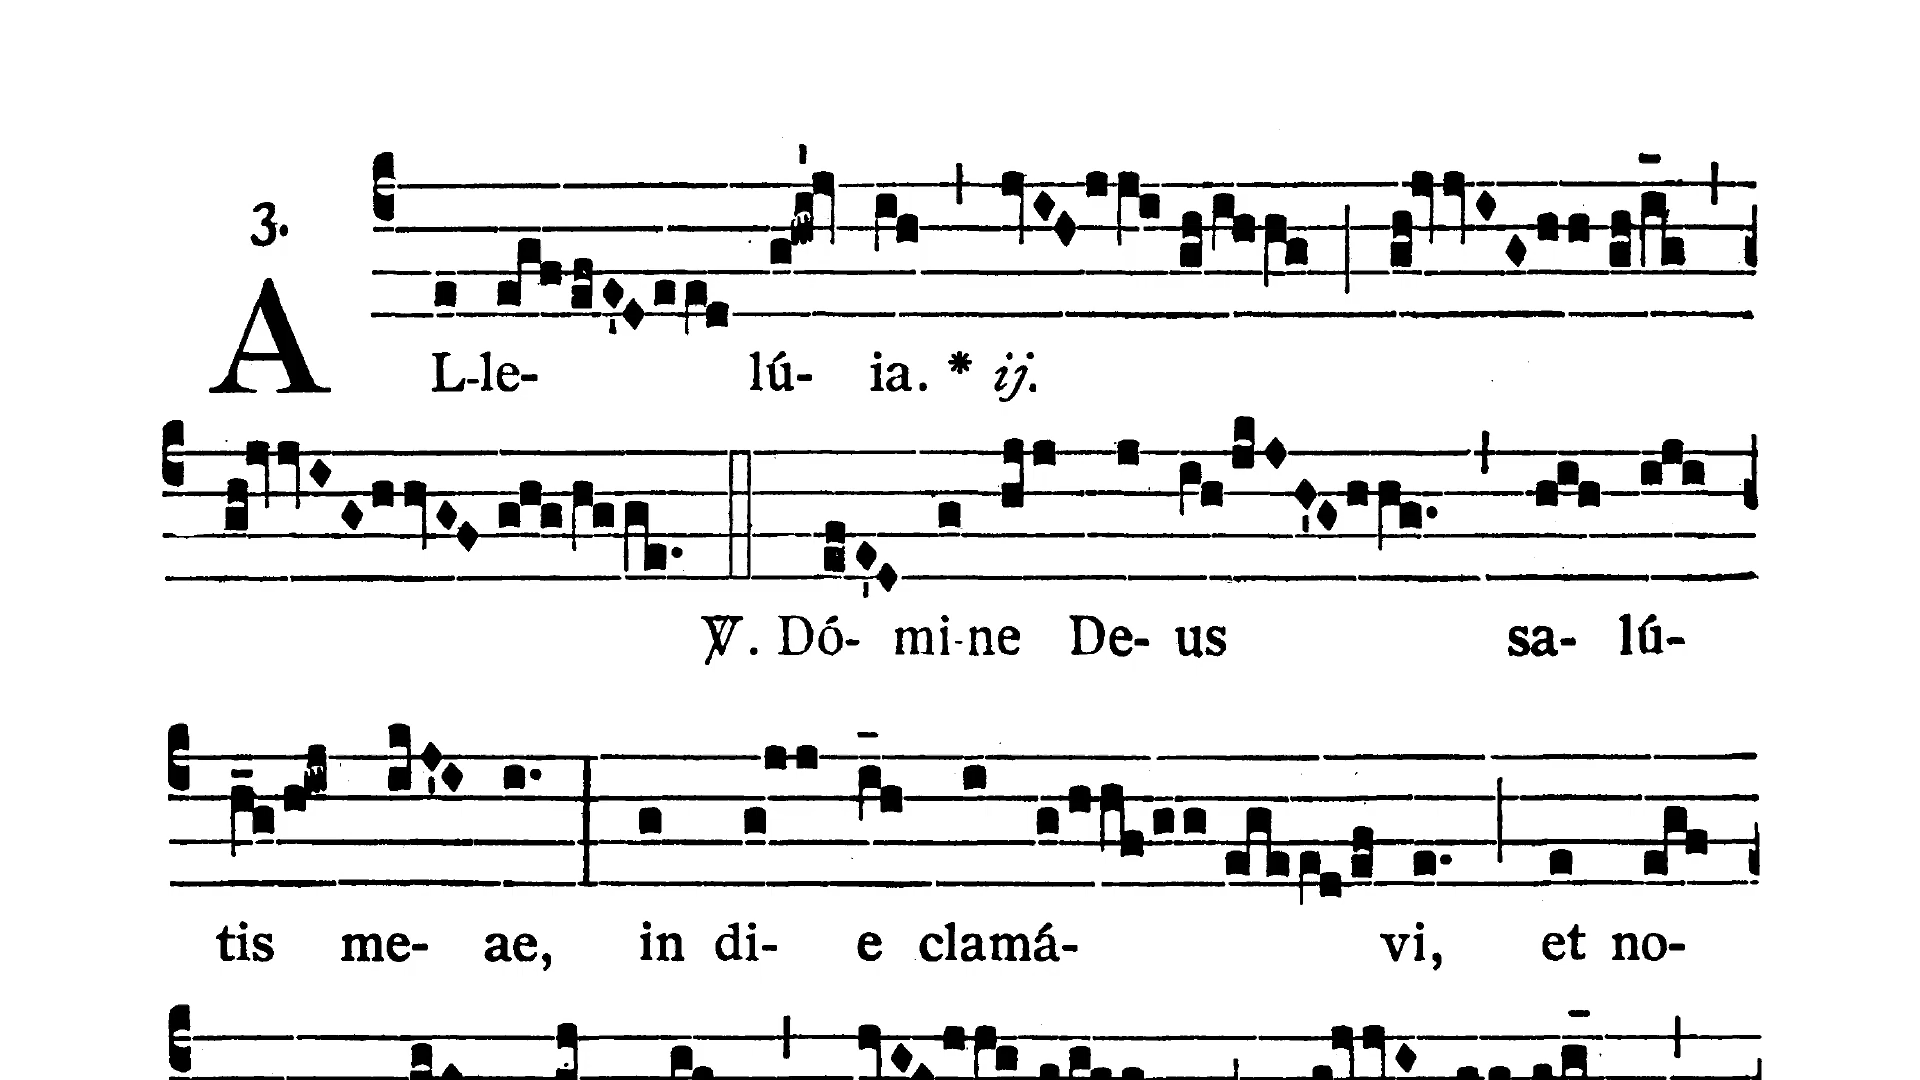 3.
AL-le- lú- ia. * ij.
℣. Dó- mi-ne De- us sa- lú-
tis me- ae, in di- e clamá- vi, et no-